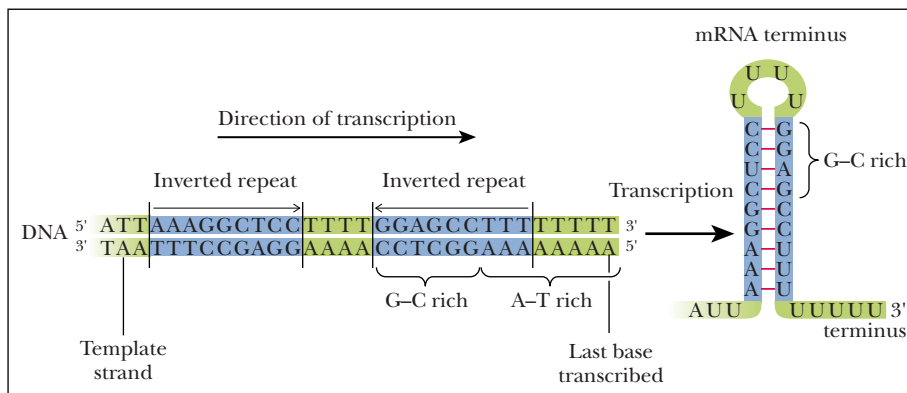 mRNA terminus
U U U U U
Direction of transcription
C G
C G
U A
C G
G C
G C
A U
A U
A U
G–C rich
Inverted repeat Inverted repeat
Transcription
DNA 5' ATTAAAGGCTCCTTTTGGAGCCTTTTTTTT 3'
3' TAATTTCCGAGGAAAACCTCGGAAAAAAAA 5'
G–C rich A–T rich
AUU UUUUU 3'
terminus
Template
strand
Last base
transcribed